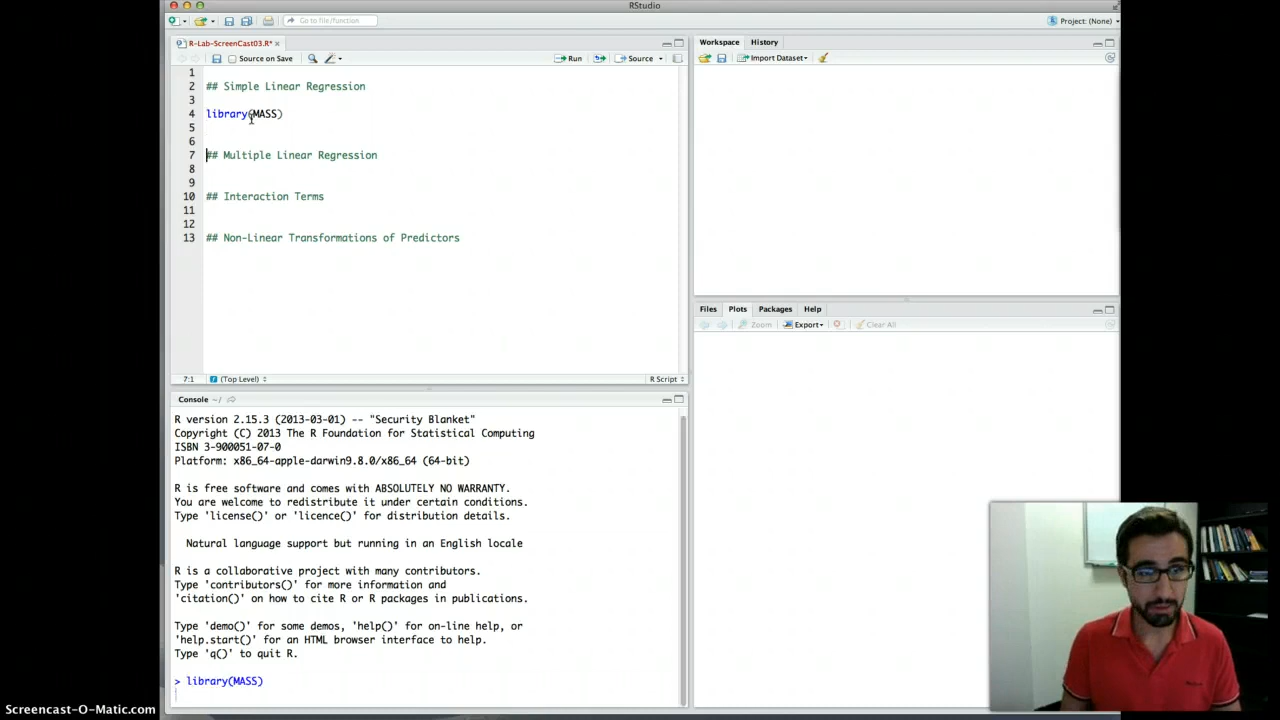 RStudio
Go to file/function
Project: (None)
R-Lab-ScreenCast03.R*
Source on Save
Run
Source
1
2 ## Simple Linear Regression
3
4 library(MASS)
5
6
7 ## Multiple Linear Regression
8
9
10 ## Interaction Terms
11
12
13 ## Non-Linear Transformations of Predictors
7:1 (Top Level) R Script
Console ~/
R version 2.15.3 (2013-03-01) -- "Security Blanket"
Copyright (C) 2013 The R Foundation for Statistical Computing
ISBN 3-900051-07-0
Platform: x86_64-apple-darwin9.8.0/x86_64 (64-bit)
R is free software and comes with ABSOLUTELY NO WARRANTY.
You are welcome to redistribute it under certain conditions.
Type 'license()' or 'licence()' for distribution details.
Natural language support but running in an English locale
R is a collaborative project with many contributors.
Type 'contributors()' for more information and
'citation()' on how to cite R or R packages in publications.
Type 'demo()' for some demos, 'help()' for on-line help, or
'help.start()' for an HTML browser interface to help.
Type 'q()' to quit R.
> library(MASS)
Workspace History
Import Dataset
Files Plots Packages Help
Zoom Export Clear All
Screencast-O-Matic.com